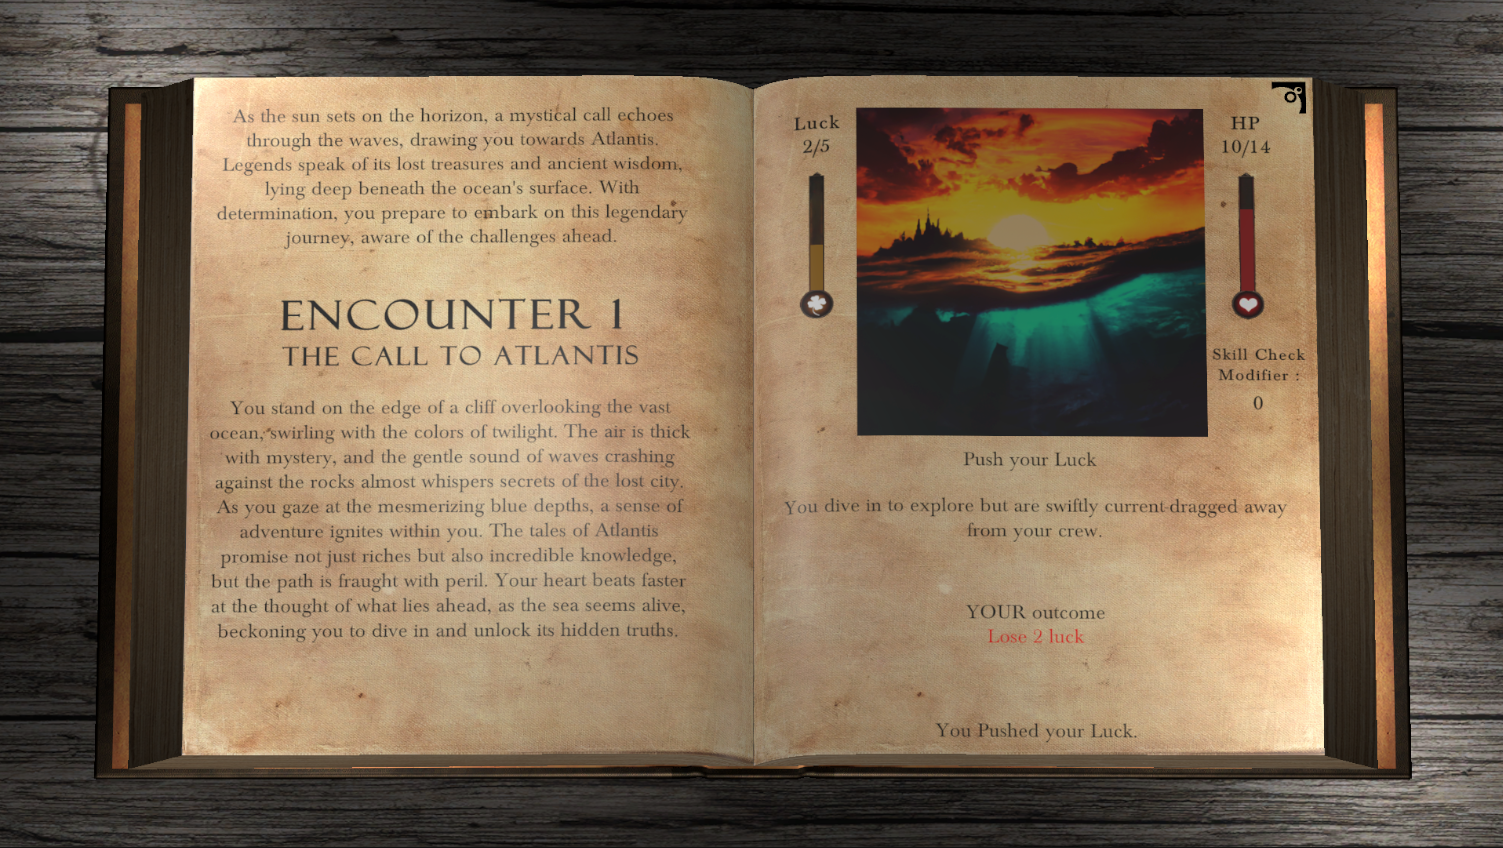 As the sun sets on the horizon, a mystical call echoes
through the waves, drawing you towards Atlantis.
Legends speak of its lost treasures and ancient wisdom,
lying deep beneath the ocean's surface. With
determination, you prepare to embark on this legendary
journey, aware of the challenges ahead.
ENCOUNTER 1
THE CALL TO ATLANTIS
You stand on the edge of a cliff overlooking the vast
ocean, swirling with the colors of twilight. The air is thick
with mystery, and the gentle sound of waves crashing
against the rocks almost whispers secrets of the lost city.
As you gaze at the mesmerizing blue depths, a sense of
adventure ignites within you. The tales of Atlantis
promise not just riches but also incredible knowledge,
but the path is fraught with peril. Your heart beats faster
at the thought of what lies ahead, as the sea seems alive,
beckoning you to dive in and unlock its hidden truths.
Luck
2/5
HP
10/14
Skill Check
Modifier :
0
Push your Luck
You dive in to explore but are swiftly current-dragged away
from your crew.
YOUR outcome
Lose 2 luck
You Pushed your Luck.